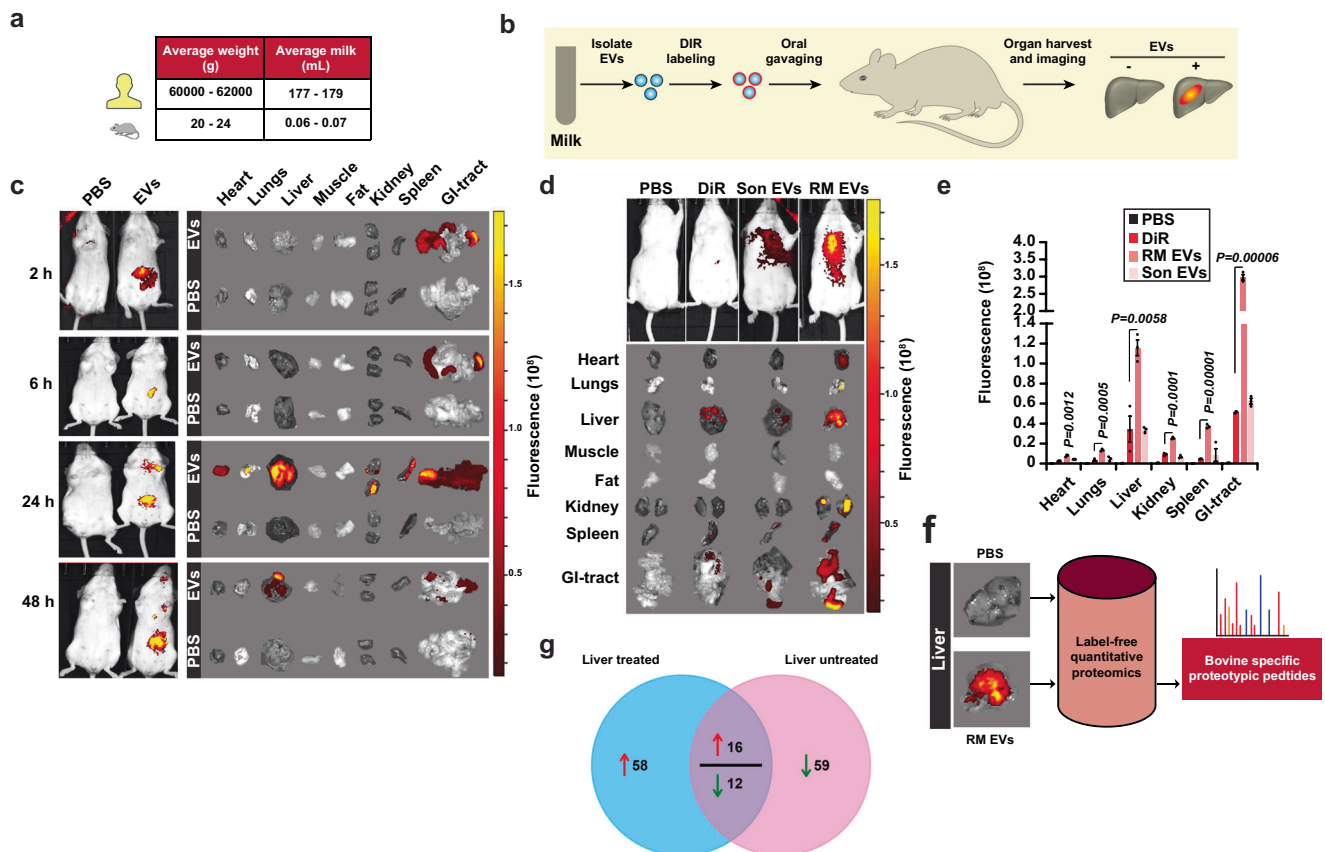 a
Average weight (g)
Average milk (mL)
60000 - 62000
177 - 179
20 - 24
0.06 - 0.07
b
Milk
Isolate
EVs
DIR
labeling
Oral
gavaging
Organ harvest
and imaging
EVs
- +
c
PBS EVs
Heart Lungs Liver Muscle Fat Kidney Spleen GI-tract
2 h
EVs
PBS
6 h
EVs
PBS
24 h
EVs
PBS
48 h
EVs
PBS
1.5
1.0
0.5
Fluorescence (10⁸)
d
PBS DiR Son EVs RM EVs
Heart
Lungs
Liver
Muscle
Fat
Kidney
Spleen
GI-tract
1.5
1.0
0.5
Fluorescence (10⁸)
e
PBS
DiR
RM EVs
Son EVs
Fluorescence (10⁸)
4.0
3.5
3.0
2.5
2.0
1.4
1.2
1.0
0.8
0.6
0.4
0.2
0
P=0.0012
P=0.0005
P=0.0058
P=0.0001
P=0.00001
P=0.00006
Heart
Lungs
Liver
Kidney
Spleen
GI-tract
f
Liver
PBS
RM EVs
Label-free
quantitative
proteomics
Bovine specific
proteotypic pedtides
g
Liver treated
Liver untreated
58
16
12
59